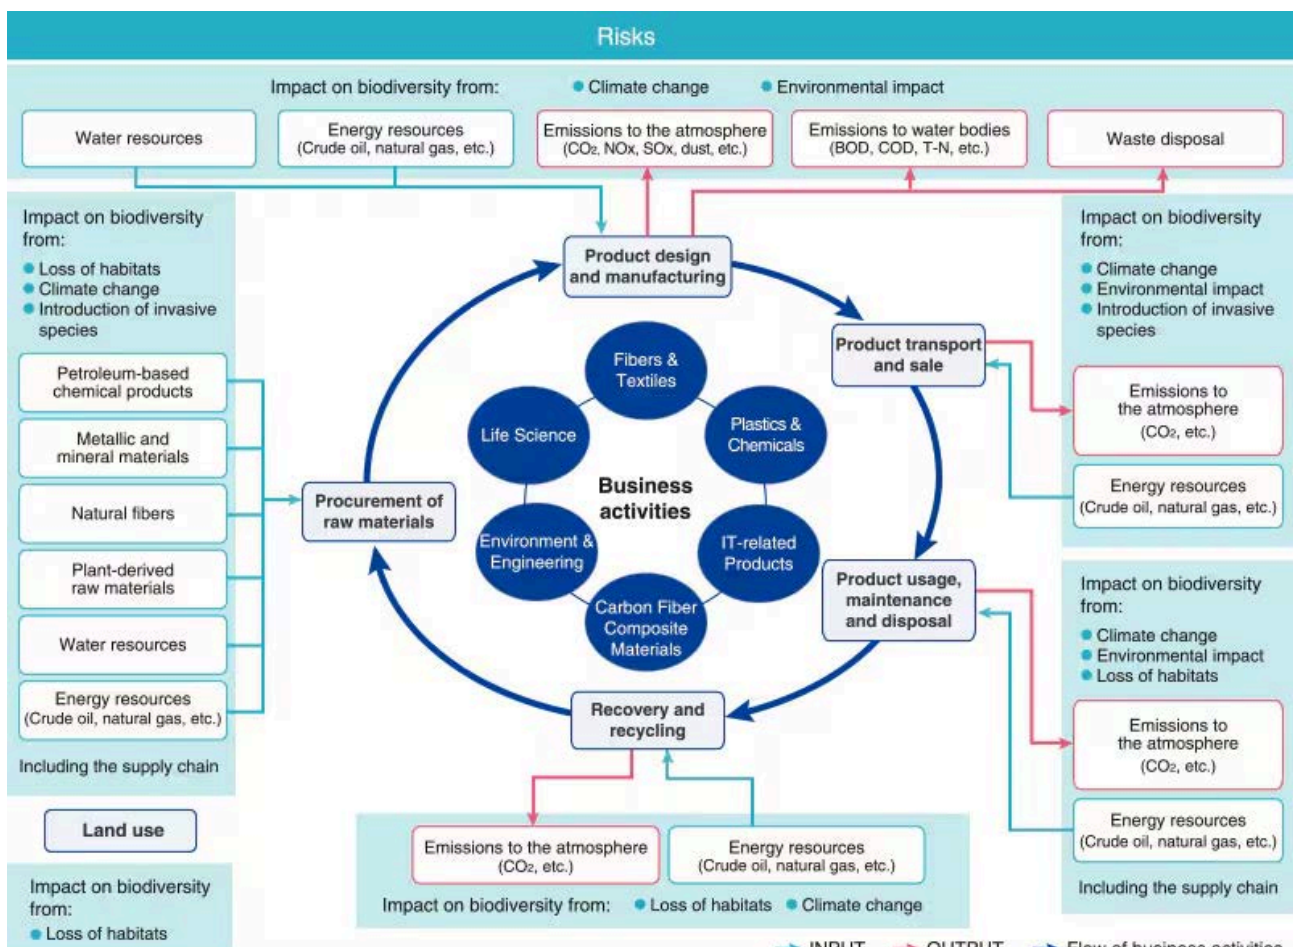 Risks
Impact on biodiversity from:
Climate change
Environmental impact
Water resources
Energy resources
(Crude oil, natural gas, etc.)
Emissions to the atmosphere
(CO₂, NOx, SOx, dust, etc.)
Emissions to water bodies
(BOD, COD, T-N, etc.)
Waste disposal
Impact on biodiversity
from:
Loss of habitats
Climate change
Introduction of invasive
species
Petroleum-based
chemical products
Metallic and
mineral materials
Natural fibers
Plant-derived
raw materials
Water resources
Energy resources
(Crude oil, natural gas, etc.)
Including the supply chain
Land use
Impact on biodiversity
from:
Loss of habitats
Product design
and manufacturing
Product transport
and sale
Product usage,
maintenance
and disposal
Recovery and
recycling
Procurement of
raw materials
Business
activities
Fibers &
Textiles
Plastics &
Chemicals
IT-related
Products
Carbon Fiber
Composite
Materials
Environment &
Engineering
Life Science
Impact on biodiversity
from:
Climate change
Environmental impact
Introduction of invasive
species
Emissions to
the atmosphere
(CO₂, etc.)
Energy resources
(Crude oil, natural gas, etc.)
Impact on biodiversity
from:
Climate change
Environmental impact
Loss of habitats
Emissions to
the atmosphere
(CO₂, etc.)
Energy resources
(Crude oil, natural gas, etc.)
Including the supply chain
Emissions to the atmosphere
(CO₂, etc.)
Energy resources
(Crude oil, natural gas, etc.)
Impact on biodiversity from:
Loss of habitats
Climate change
INPUT
OUTPUT
Flow of business activities